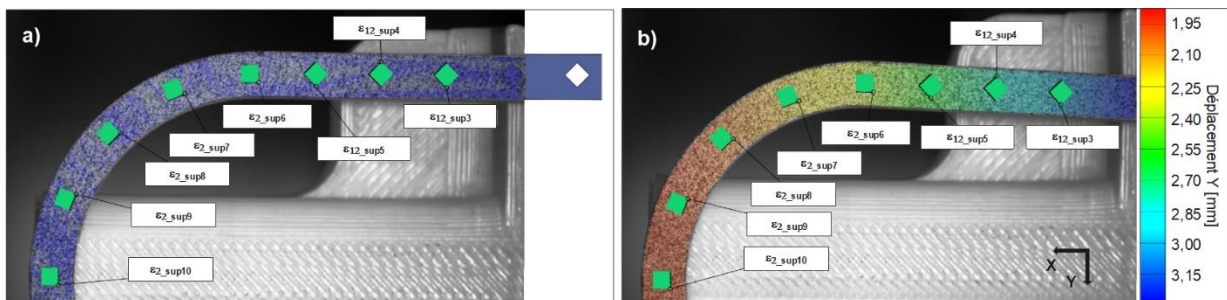 a)
ε12_sup4
ε2_sup6
ε12_sup3
ε2_sup7
ε12_sup5
ε2_sup8
ε2_sup9
ε2_sup10
b)
ε12_sup4
ε2_sup6
ε12_sup3
ε2_sup7
ε12_sup5
ε2_sup8
ε2_sup9
ε2_sup10
X
Y
1,95
2,10
2,25
2,40
2,55
2,70
2,85
3,00
3,15
Déplacement Y [mm]